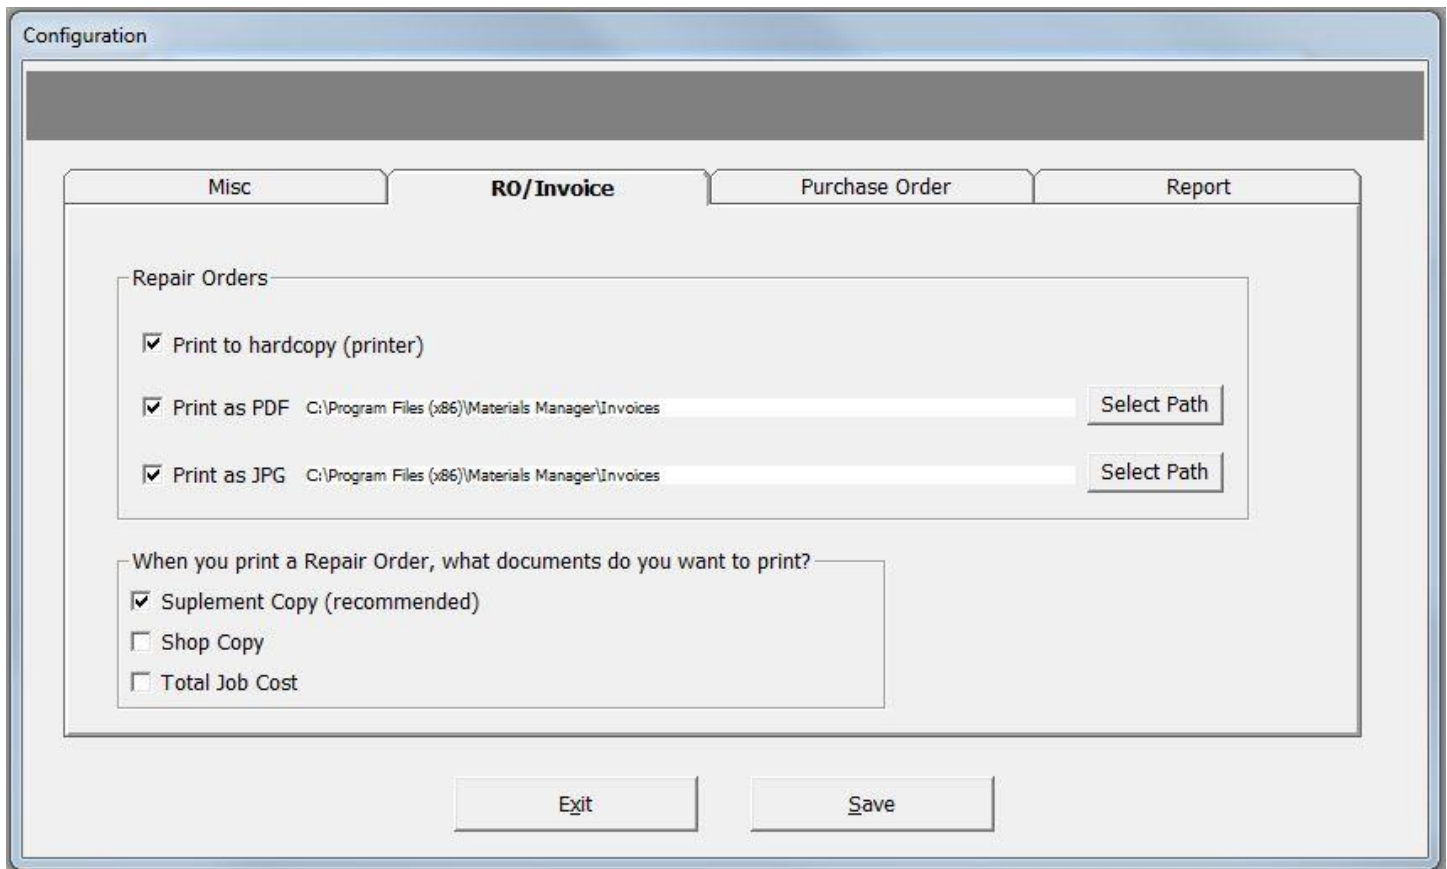 Configuration
Misc
RO/Invoice
Purchase Order
Report
Repair Orders
Print to hardcopy (printer)
Print as PDF C:\Program Files (x86)\Materials Manager\Invoices Select Path
Print as JPG C:\Program Files (x86)\Materials Manager\Invoices Select Path
When you print a Repair Order, what documents do you want to print?
Suplement Copy (recommended)
Shop Copy
Total Job Cost
Exit
Save